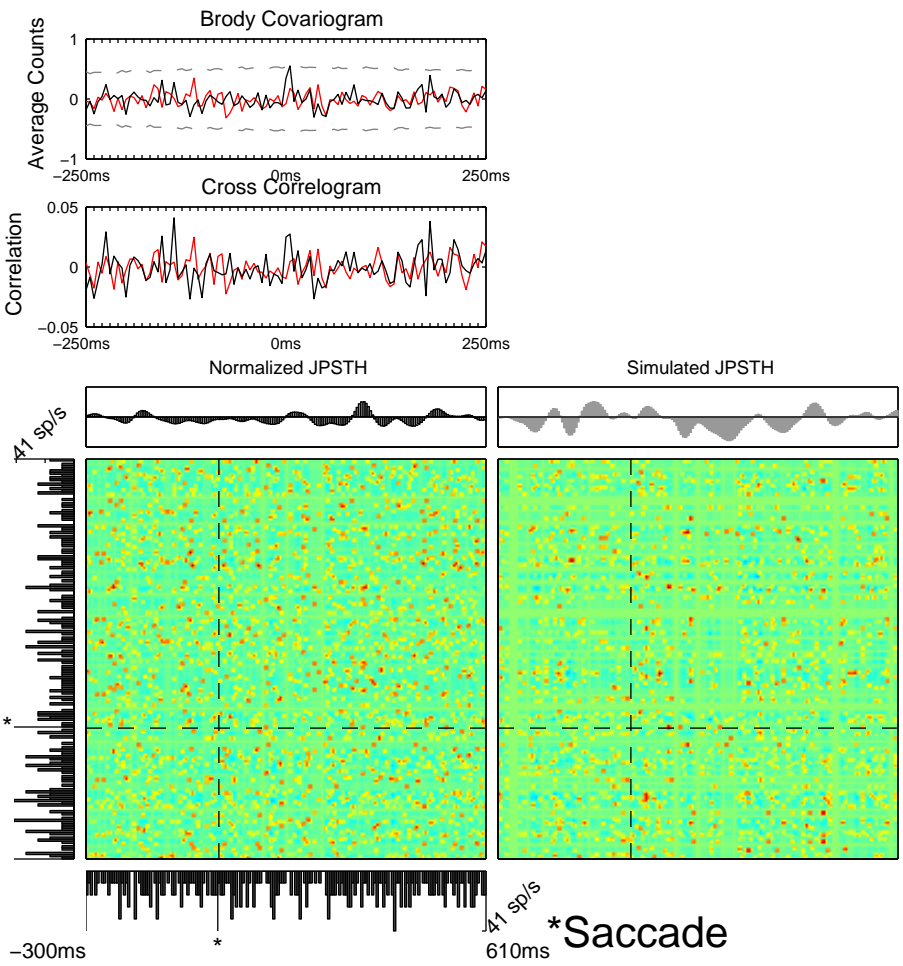 Brody Covariogram
Average Counts
1
0
−1
−250ms
0ms
250ms
Cross Correlogram
Correlation
0.05
0
−0.05
−250ms
0ms
250ms
Normalized JPSTH
Simulated JPSTH
41 sp/s
*
*
41 sp/s
−300ms
610ms
*Saccade